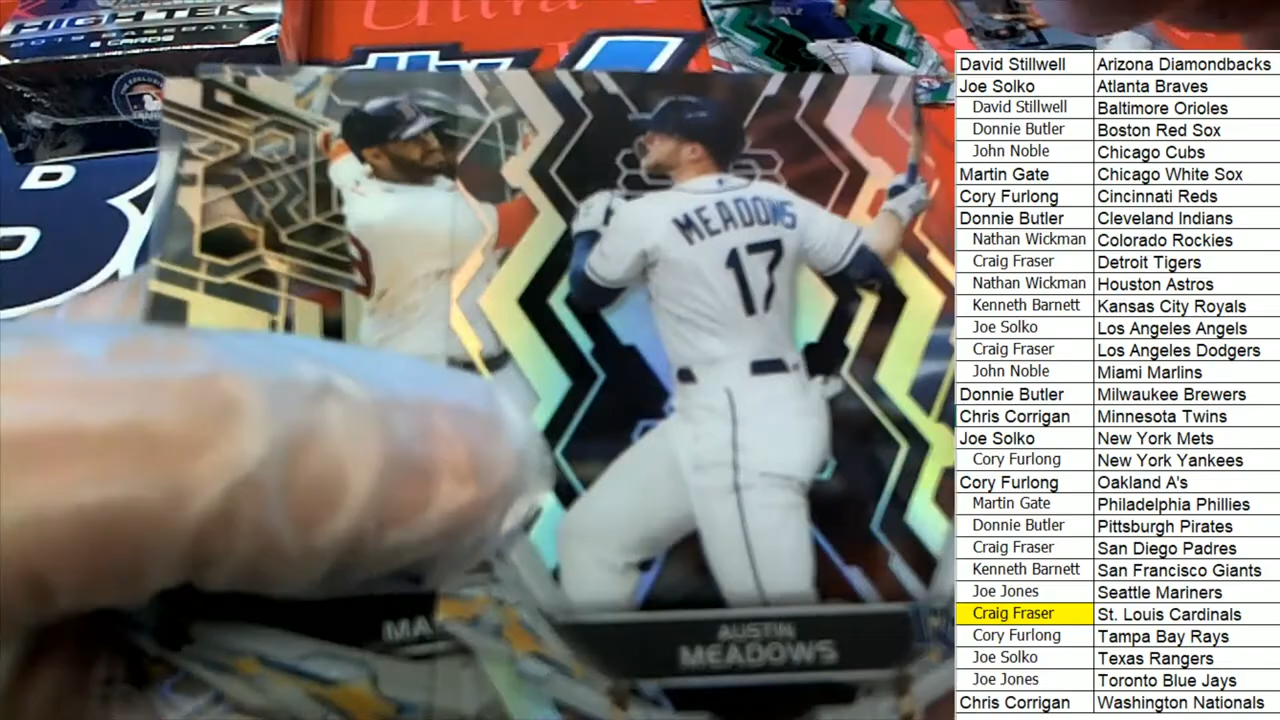 HIGH TEK
2019 BASEBALL
8 CARDS
Ultra
D
MEADOWS
17
MA
AUSTIN
MEADOWS
David Stillwell Arizona Diamondbacks
Joe Solko Atlanta Braves
David Stillwell Baltimore Orioles
Donnie Butler Boston Red Sox
John Noble Chicago Cubs
Martin Gate Chicago White Sox
Cory Furlong Cincinnati Reds
Donnie Butler Cleveland Indians
Nathan Wickman Colorado Rockies
Craig Fraser Detroit Tigers
Nathan Wickman Houston Astros
Kenneth Barnett Kansas City Royals
Joe Solko Los Angeles Angels
Craig Fraser Los Angeles Dodgers
John Noble Miami Marlins
Donnie Butler Milwaukee Brewers
Chris Corrigan Minnesota Twins
Joe Solko New York Mets
Cory Furlong New York Yankees
Cory Furlong Oakland A's
Martin Gate Philadelphia Phillies
Donnie Butler Pittsburgh Pirates
Craig Fraser San Diego Padres
Kenneth Barnett San Francisco Giants
Joe Jones Seattle Mariners
Craig Fraser St. Louis Cardinals
Cory Furlong Tampa Bay Rays
Joe Solko Texas Rangers
Joe Jones Toronto Blue Jays
Chris Corrigan Washington Nationals